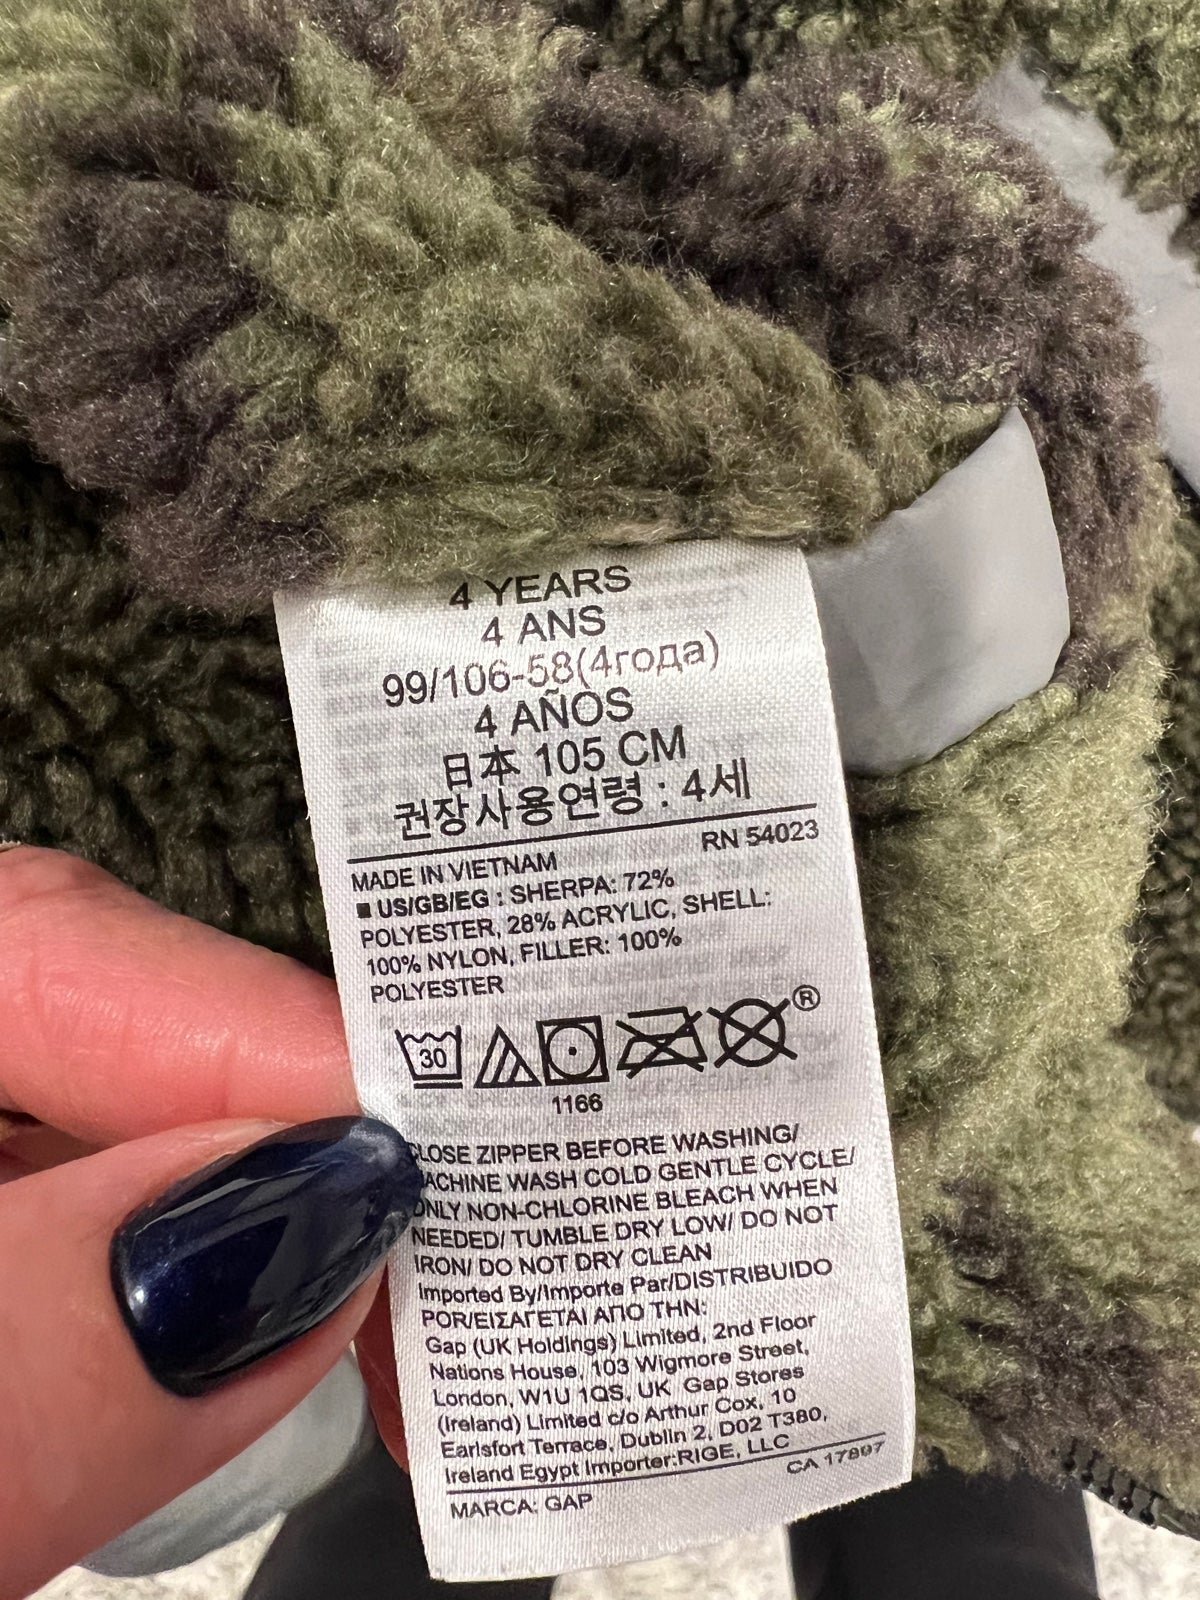 4 YEARS
4 ANS
99/106-58(4года)
4 AÑOS
日本 105 CM
권장사용연령 : 4세
RN 54023
MADE IN VIETNAM
■ US/GB/EG : SHERPA: 72%
POLYESTER, 28% ACRYLIC, SHELL:
100% NYLON, FILLER: 100%
POLYESTER
30
®
1166
CLOSE ZIPPER BEFORE WASHING/
MACHINE WASH COLD GENTLE CYCLE/
ONLY NON-CHLORINE BLEACH WHEN
NEEDED/ TUMBLE DRY LOW/ DO NOT
IRON/ DO NOT DRY CLEAN
Imported By/Importe Par/DISTRIBUIDO
POR/ΕΙΣΑΓΕΤΑΙ ΑΠΟ ΤΗΝ:
Gap (UK Holdings) Limited, 2nd Floor
Nations House, 103 Wigmore Street,
London, W1U 1QS, UK Gap Stores
(Ireland) Limited c/o Arthur Cox, 10
Earlsfort Terrace, Dublin 2, D02 T380,
Ireland Egypt Importer:RIGE, LLC
CA 17897
MARCA: GAP